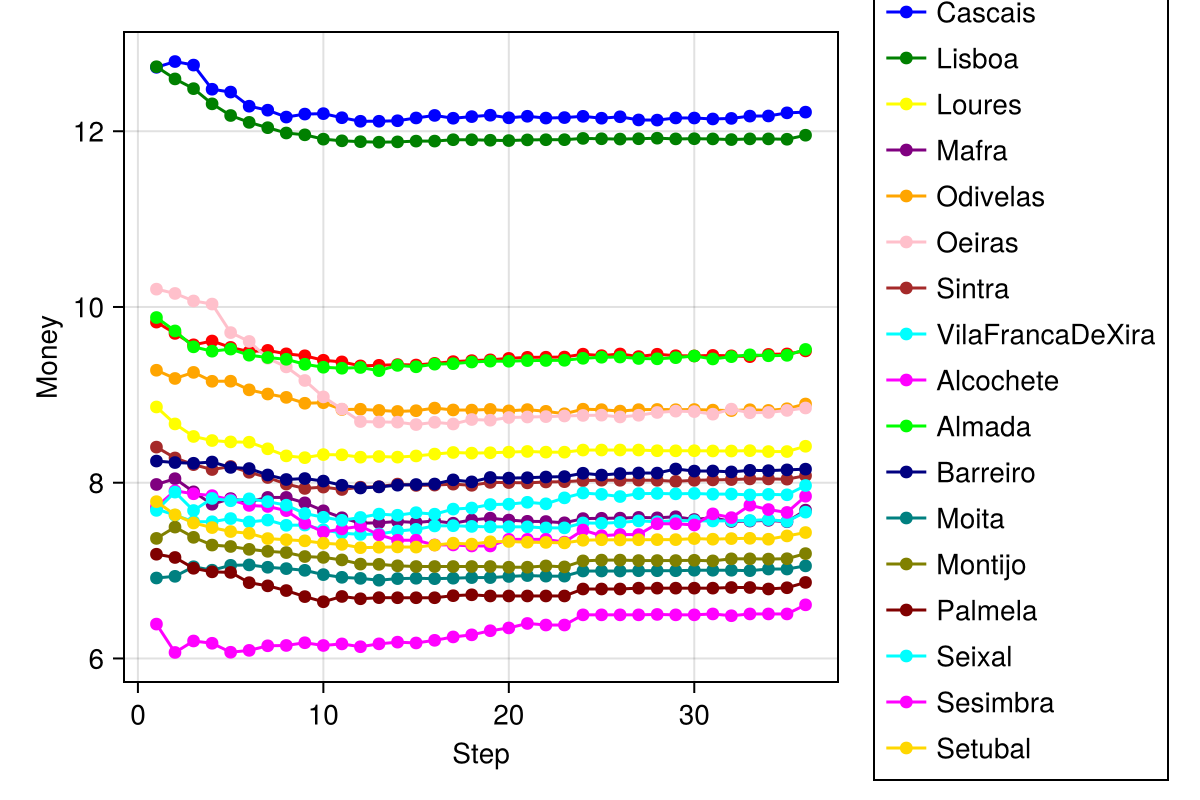 Money
12
10
8
6
0
10
20
30
Step
Cascais
Lisboa
Loures
Mafra
Odivelas
Oeiras
Sintra
VilaFrancaDeXira
Alcochete
Almada
Barreiro
Moita
Montijo
Palmela
Seixal
Sesimbra
Setubal